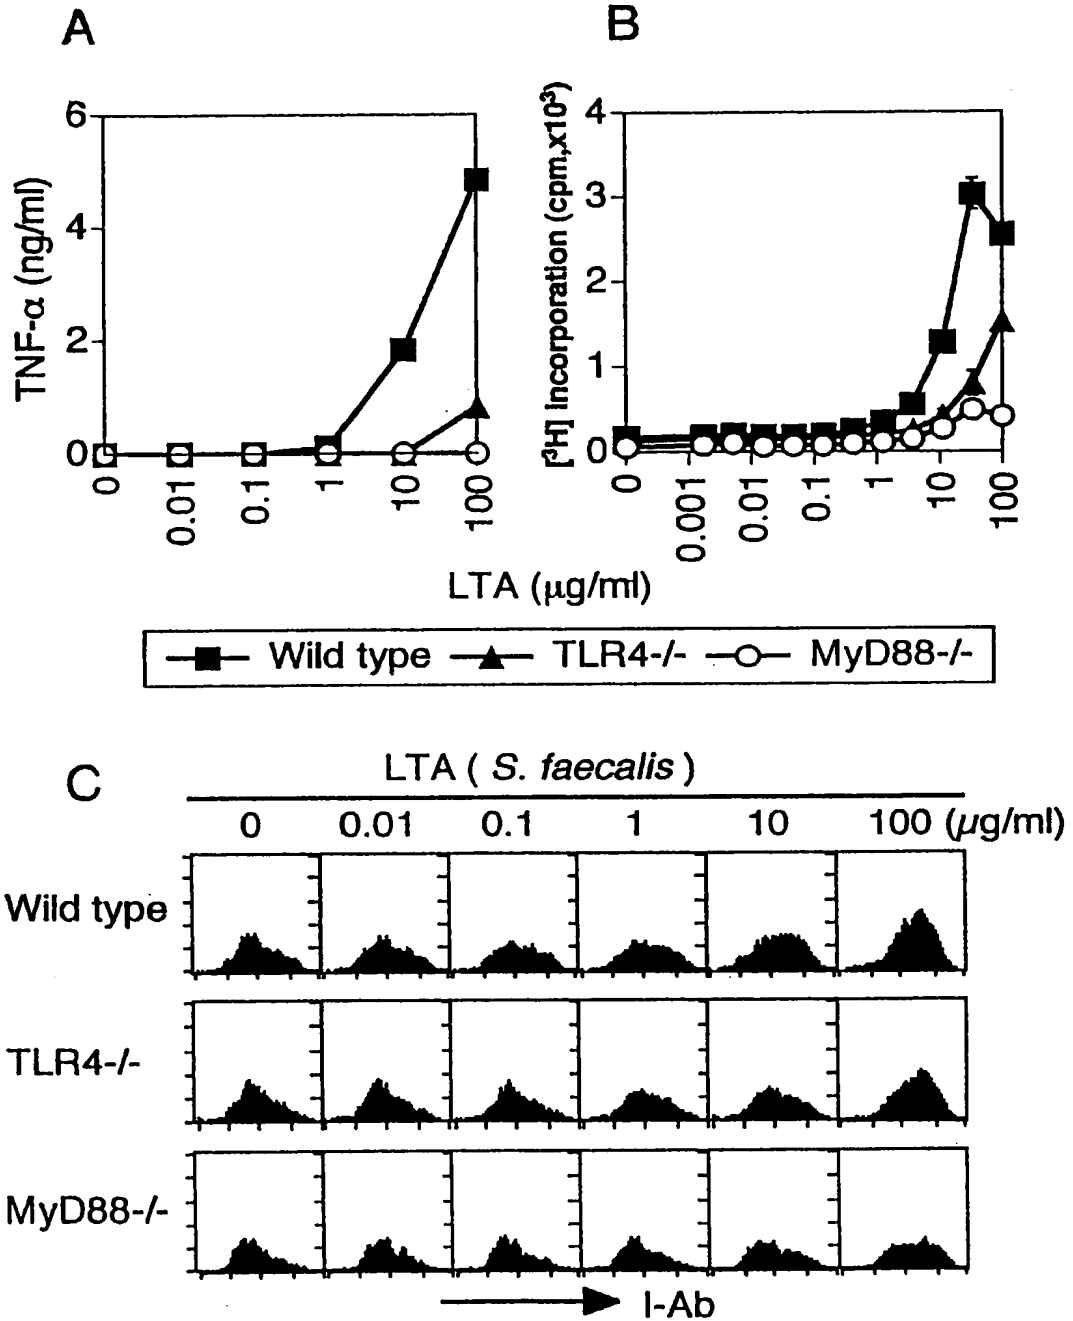 A
B
TNF-α (ng/ml)
6
4
2
0
0 0.01 0.1 1 10 100
[³H] incorporation (cpm,x10³)
4
3
2
1
0
0 0.001 0.01 0.1 1 10 100
LTA (µg/ml)
Wild type TLR4-/- MyD88-/-
C
LTA ( S. faecalis )
0 0.01 0.1 1 10 100 (µg/ml)
Wild type
TLR4-/-
MyD88-/-
I-Ab